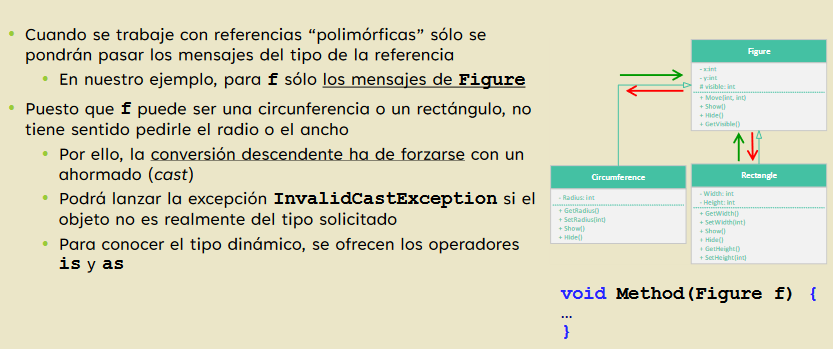 • Cuando se trabaje con referencias “polimórficas” sólo se
pondrán pasar los mensajes del tipo de la referencia
• En nuestro ejemplo, para f sólo los mensajes de Figure
• Puesto que f puede ser una circunferencia o un rectángulo, no
tiene sentido pedirle el radio o el ancho
• Por ello, la conversión descendente ha de forzarse con un
ahormado (cast)
• Podrá lanzar la excepción InvalidCastException si el
objeto no es realmente del tipo solicitado
• Para conocer el tipo dinámico, se ofrecen los operadores
is y as
Figure
- x:int
- y:int
# visible: int
+ Move(int, int)
+ Show()
+ Hide()
+ GetVisible()
Circumference
- Radius: int
+ GetRadius()
+ SetRadius(int)
+ Show()
+ Hide()
Rectangle
- Width: int
- Height: int
+ GetWidth()
+ SetWidth(int)
+ Show()
+ Hide()
+ GetHeight()
+ SetHeight(int)
void Method(Figure f) {
…
}